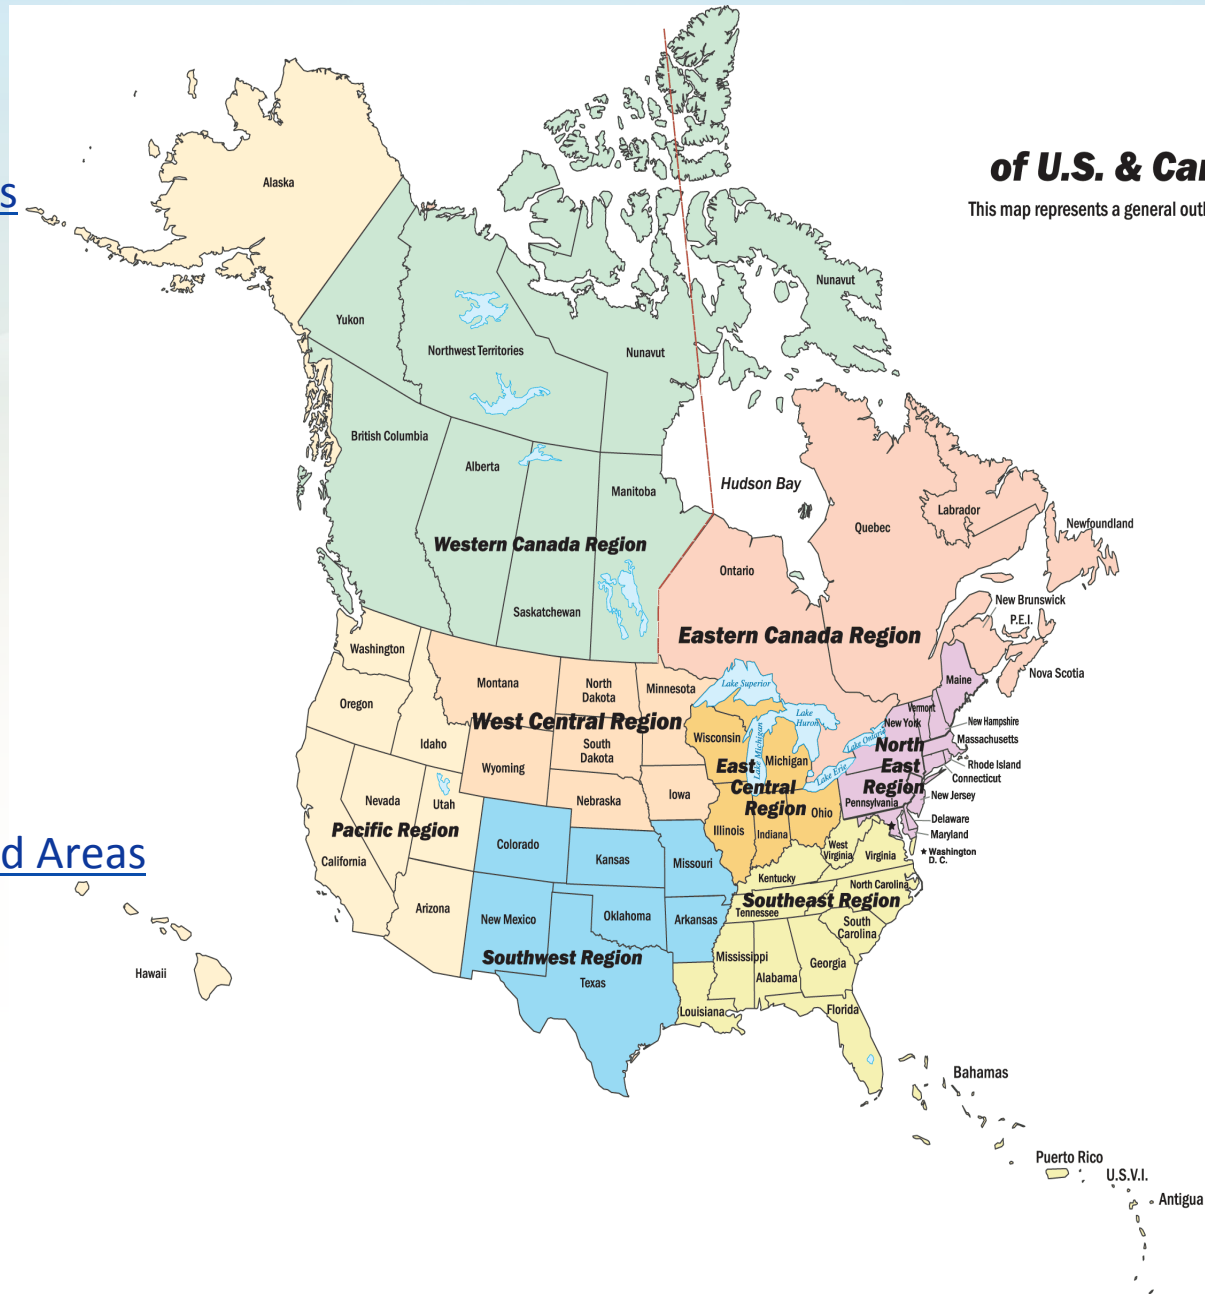 of U.S. & Ca
This map represents a general outl
s
Alaska
Nunavut
Yukon
Northwest Territories
Nunavut
British Columbia
Alberta
Manitoba
Hudson Bay
Labrador
Quebec
Newfoundland
Western Canada Region
Ontario
Saskatchewan
New Brunswick
P.E.I.
Eastern Canada Region
Washington
Nova Scotia
Maine
Montana
North
Dakota
Minnesota
Lake Superior
Oregon
Vermont
Lake
Huron
New York
New Hampshire
West Central Region
Wisconsin
Lake Michigan
Lake Ontario
Massachusetts
Idaho
South
Dakota
North
East
Region
Michigan
Rhode Island
Wyoming
East
Central
Region
Lake Erie
Connecticut
Nevada
Utah
Nebraska
Iowa
Pennsylvania
New Jersey
Ohio
Delaware
Pacific Region
Illinois
Indiana
Maryland
Colorado
West
Virginia
Virginia
Washington
D. C.
d Areas
California
Kansas
Missouri
Kentucky
North Carolina
Southeast Region
Arizona
New Mexico
Oklahoma
Arkansas
Tennessee
South
Carolina
Southwest Region
Mississippi
Georgia
Hawaii
Texas
Alabama
Louisiana
Florida
Bahamas
Puerto Rico
U.S.V.I.
Antigua